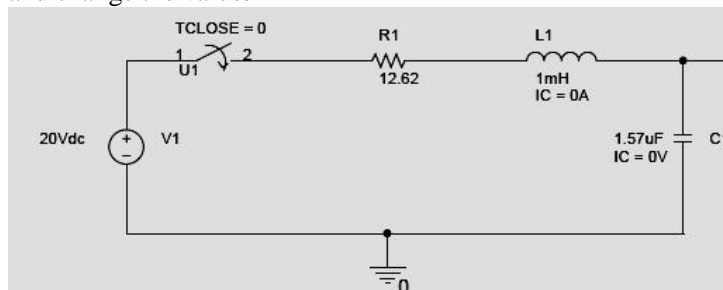 TCLOSE = 0
1
2
U1
R1
12.62
L1
1mH
IC = 0A
20Vdc
+
−
V1
1.57uF
IC = 0V
C
0